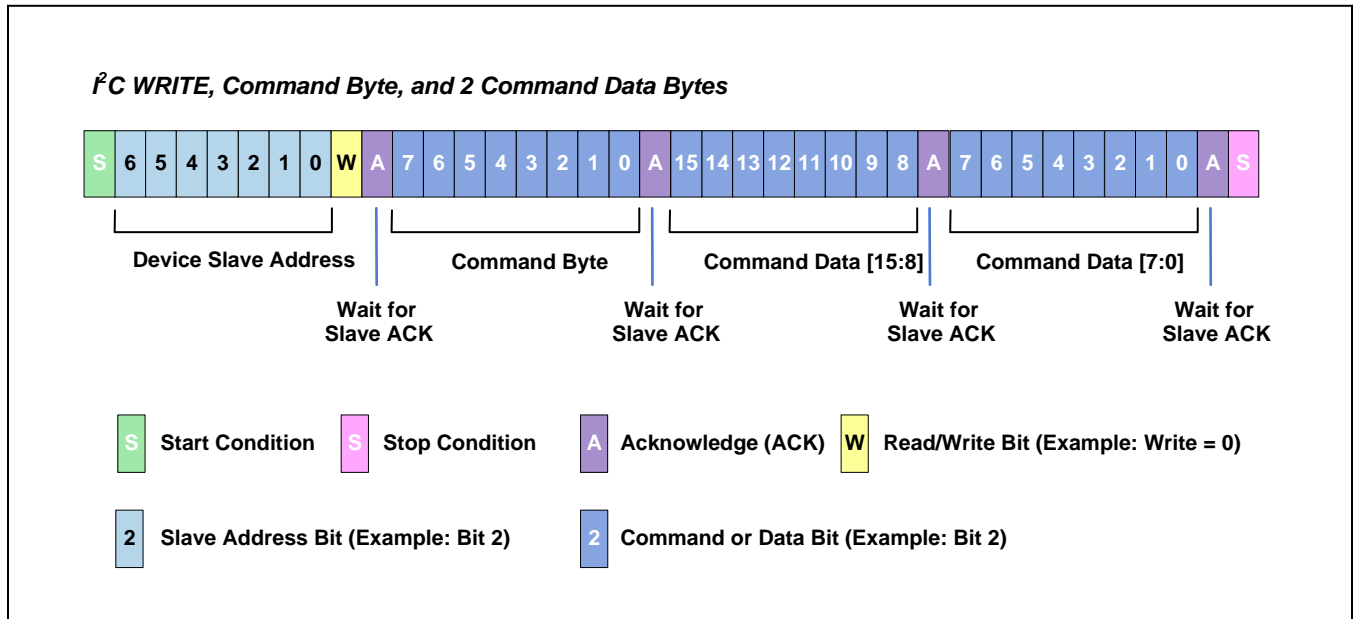 I²C WRITE, Command Byte, and 2 Command Data Bytes
S 6 5 4 3 2 1 0 W A 7 6 5 4 3 2 1 0 A 15 14 13 12 11 10 9 8 A 7 6 5 4 3 2 1 0 A S
Device Slave Address Command Byte Command Data [15:8] Command Data [7:0]
Wait for Wait for Wait for Wait for
Slave ACK Slave ACK Slave ACK Slave ACK
S Start Condition S Stop Condition A Acknowledge (ACK) W Read/Write Bit (Example: Write = 0)
2 Slave Address Bit (Example: Bit 2) 2 Command or Data Bit (Example: Bit 2)